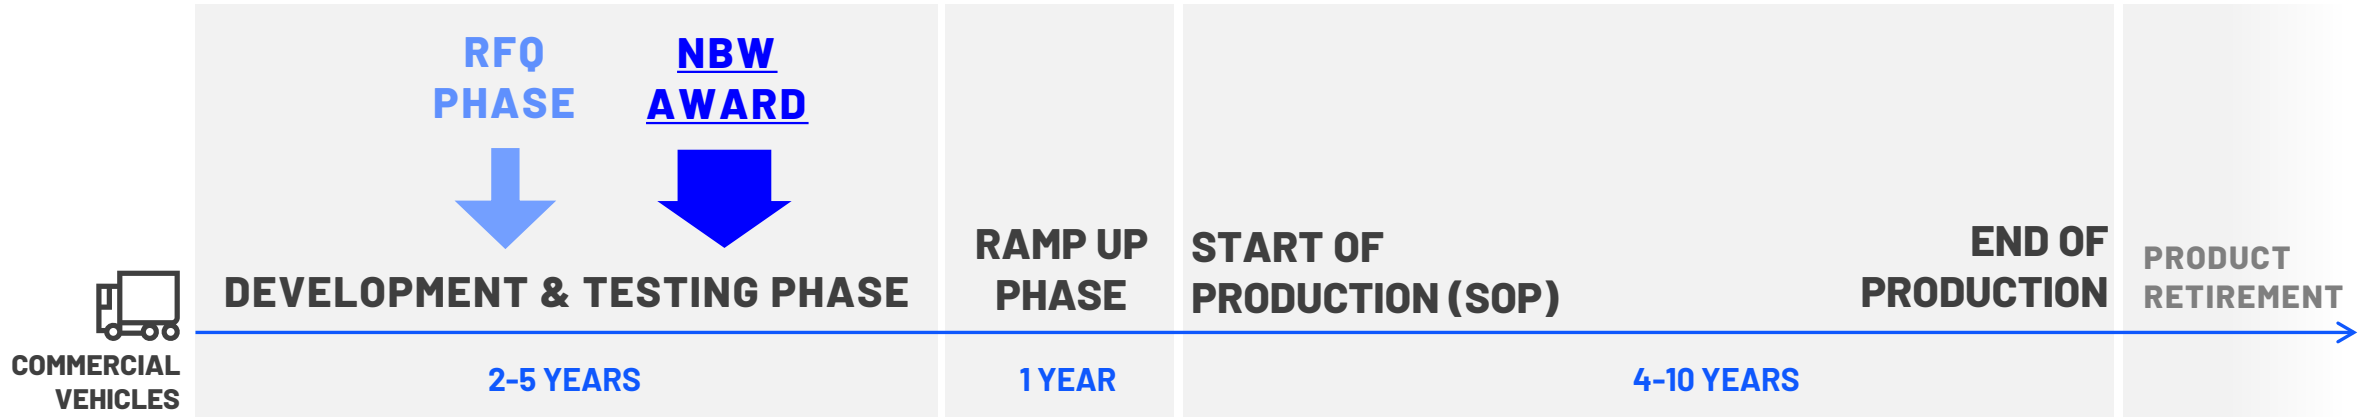 RFQ
PHASE
NBW
AWARD
DEVELOPMENT & TESTING PHASE
RAMP UP
PHASE
START OF
PRODUCTION (SOP)
END OF
PRODUCTION
PRODUCT
RETIREMENT
COMMERCIAL
VEHICLES
2-5 YEARS
1 YEAR
4-10 YEARS